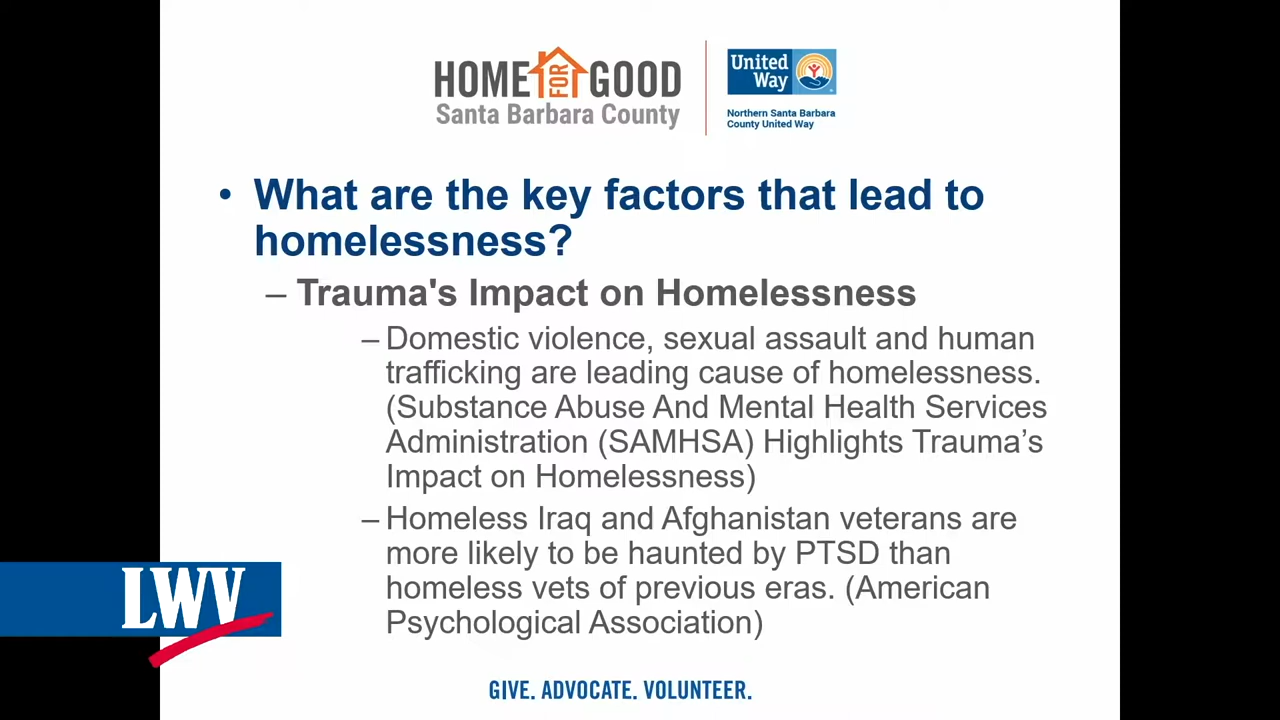 HOME FOR GOOD
Santa Barbara County
United
Way
Northern Santa Barbara
County United Way
• What are the key factors that lead to
homelessness?
– Trauma's Impact on Homelessness
– Domestic violence, sexual assault and human
trafficking are leading cause of homelessness.
(Substance Abuse And Mental Health Services
Administration (SAMHSA) Highlights Trauma’s
Impact on Homelessness)
– Homeless Iraq and Afghanistan veterans are
more likely to be haunted by PTSD than
homeless vets of previous eras. (American
Psychological Association)
LWV
GIVE. ADVOCATE. VOLUNTEER.